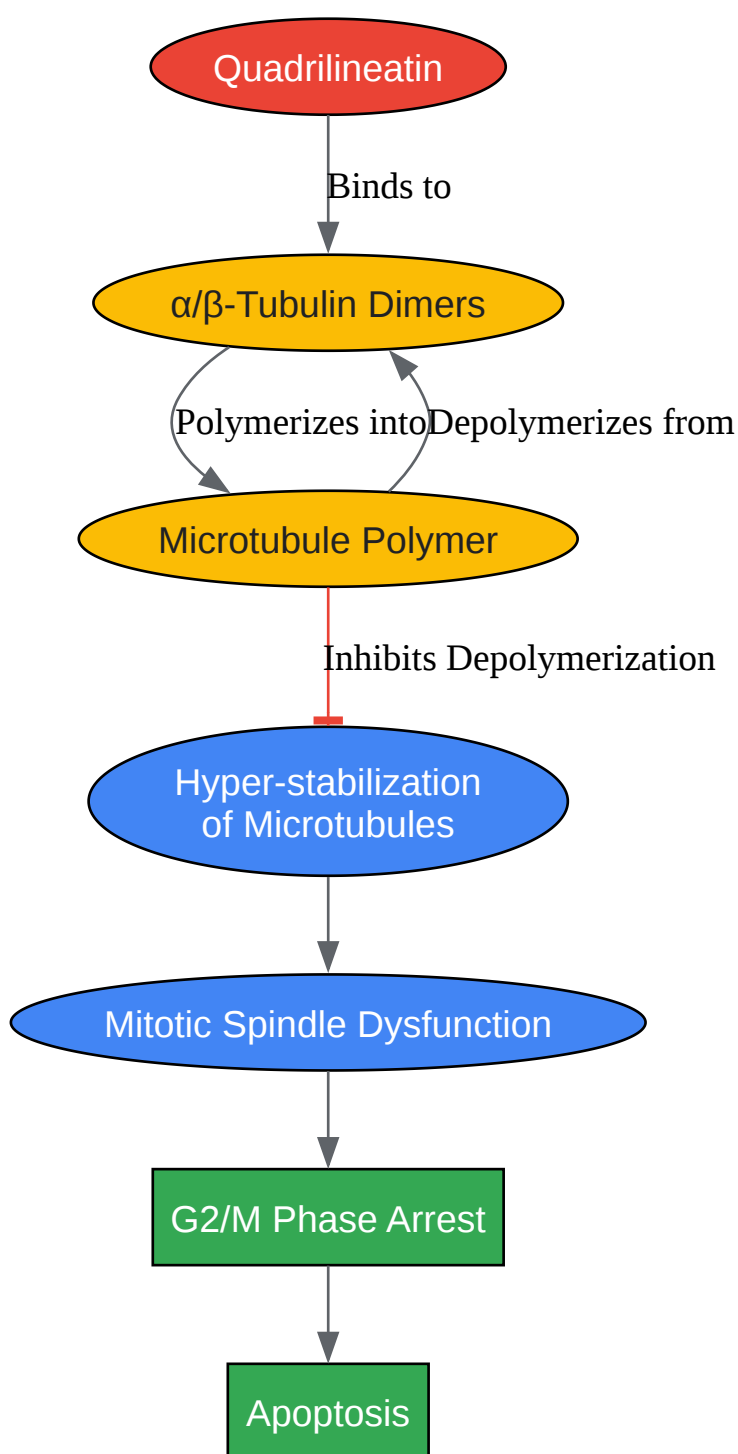 Quadrilineatin
Binds to
α/β-Tubulin Dimers
Polymerizes into
Depolymerizes from
Microtubule Polymer
Inhibits Depolymerization
Hyper-stabilization
of Microtubules
Mitotic Spindle Dysfunction
G2/M Phase Arrest
Apoptosis